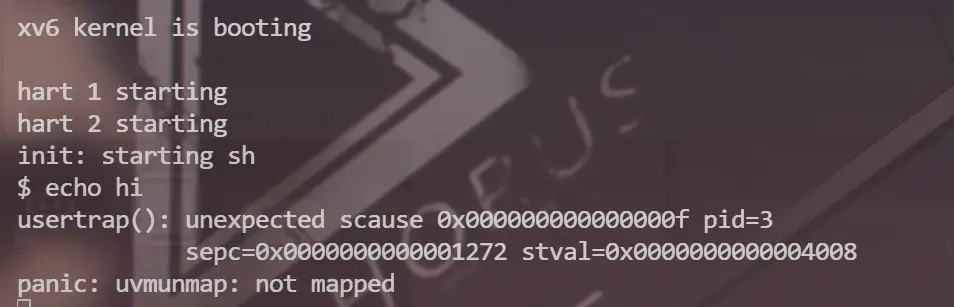 xv6 kernel is booting
hart 1 starting
hart 2 starting
init: starting sh
$ echo hi
usertrap(): unexpected scause 0x000000000000000f pid=3
sepc=0x0000000000001272 stval=0x0000000000004008
panic: uvmunmap: not mapped